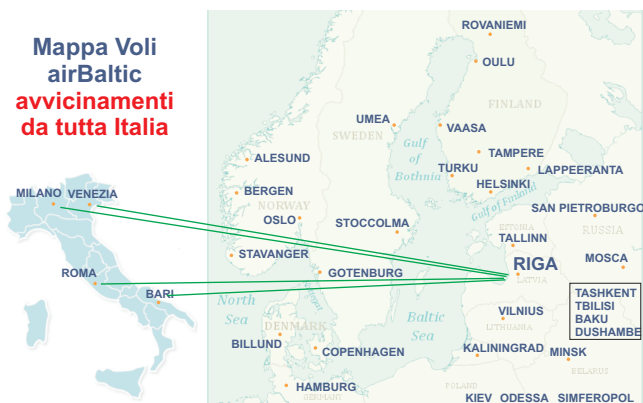 Mappa Voli
airBaltic
avvicinamenti
da tutta Italia
MILANO VENEZIA
ROMA
BARI
ROVANIEMI
OULU
FINLAND
UMEA
VAASA
SWEDEN
Gulf
of
Bothnia
TAMPERE
ALESUND
TURKU
LAPPEERANTA
BERGEN
HELSINKI
NORWAY
Gulf of Finland
OSLO
STOCCOLMA
SAN PIETROBURGO
ESTONIA
RUSSIA
TALLINN
STAVANGER
MOSCA
RIGA
GOTENBURG
LATVIA
TASHKENT
TBILISI
BAKU
DUSHAMBE
North
Sea
Baltic
Sea
VILNIUS
LITHUANIA
DENMARK
BILLUND
COPENHAGEN
KALININGRAD
MINSK
BELARUS
HAMBURG
POLAND
GERMANY
KIEV ODESSA SIMFEROPOL